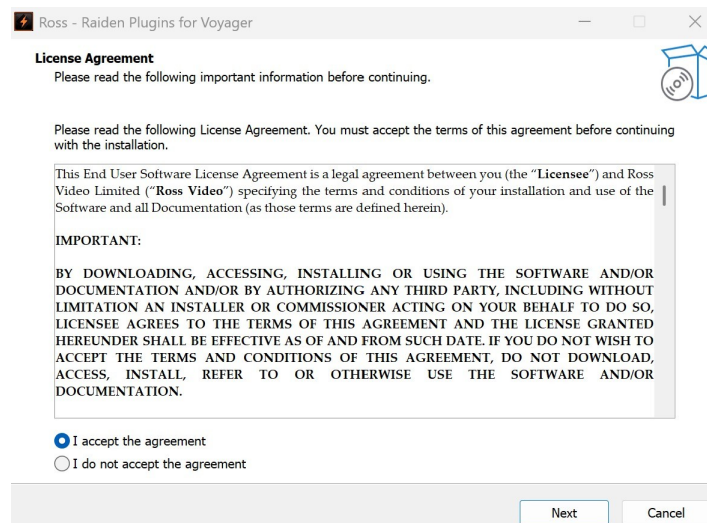 Ross - Raiden Plugins for Voyager
License Agreement
Please read the following important information before continuing.
Please read the following License Agreement. You must accept the terms of this agreement before continuing
with the installation.
This End User Software License Agreement is a legal agreement between you (the “Licensee”) and Ross
Video Limited (“Ross Video”) specifying the terms and conditions of your installation and use of the
Software and all Documentation (as those terms are defined herein).
IMPORTANT:
BY DOWNLOADING, ACCESSING, INSTALLING OR USING THE SOFTWARE AND/OR
DOCUMENTATION AND/OR BY AUTHORIZING ANY THIRD PARTY, INCLUDING WITHOUT
LIMITATION AN INSTALLER OR COMMISSIONER ACTING ON YOUR BEHALF TO DO SO,
LICENSEE AGREES TO THE TERMS OF THIS AGREEMENT AND THE LICENSE GRANTED
HEREUNDER SHALL BE EFFECTIVE AS OF AND FROM SUCH DATE. IF YOU DO NOT WISH TO
ACCEPT THE TERMS AND CONDITIONS OF THIS AGREEMENT, DO NOT DOWNLOAD,
ACCESS, INSTALL, REFER TO OR OTHERWISE USE THE SOFTWARE AND/OR
DOCUMENTATION.
I accept the agreement
I do not accept the agreement
Next
Cancel